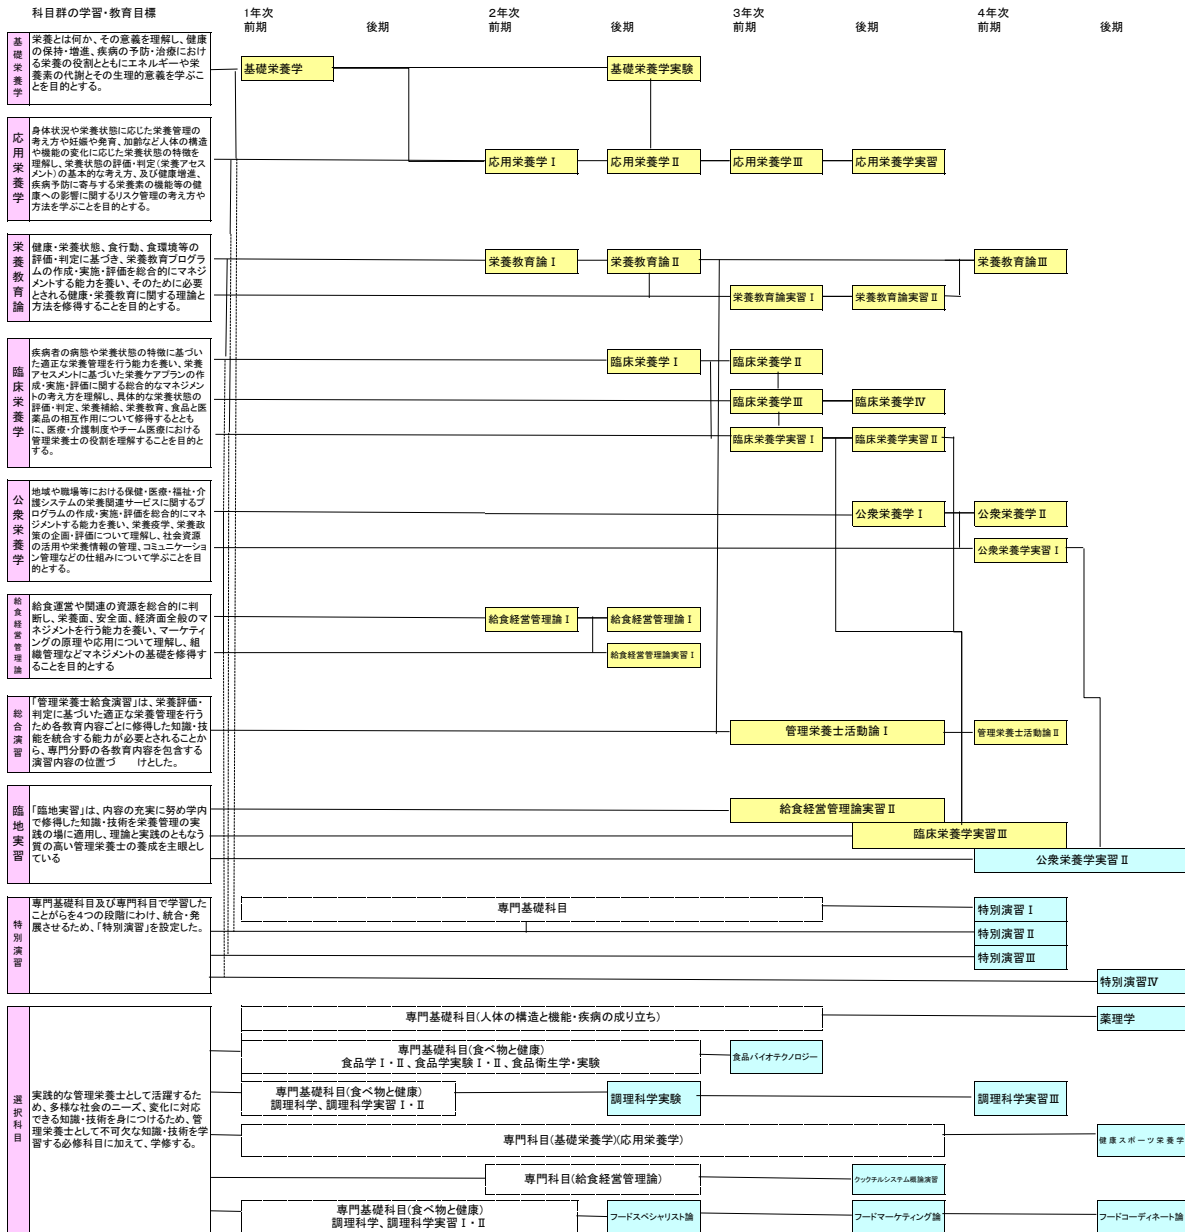 科目群の学習・教育目標
1年次
2年次
3年次
4年次
前期
後期
前期
後期
前期
後期
前期
後期
基礎栄養学
栄養とは何か、その意義を理解し、健康
の保持・増進、疾病の予防・治療におけ
る栄養の役割とともにエネルギーや栄
養素の代謝とその生理的意義を学ぶこ
とを目的とする。
基礎栄養学
基礎栄養学実験
応用栄養学
身体状況や栄養状態に応じた栄養管理の
考え方や妊娠や発育、加齢など人体の構造
や機能の変化に応じた栄養状態の特徴を
理解し、栄養状態の評価・判定(栄養アセス
メント)の基本的な考え方、及び健康増進、
疾病予防に寄与する栄養素の機能等の健
康への影響に関するリスク管理の考え方や
方法を学ぶことを目的とする。
応用栄養学Ⅰ
応用栄養学Ⅱ
応用栄養学Ⅲ
応用栄養学実習
栄養教育論
健康・栄養状態、食行動、食環境等の
評価・判定に基づき、栄養教育プログラ
ムの作成・実施・評価を総合的にマネジ
メントする能力を養い、そのために必要
とされる健康・栄養教育に関する理論と
方法を修得することを目的とする。
栄養教育論Ⅰ
栄養教育論Ⅱ
栄養教育論Ⅲ
栄養教育論実習Ⅰ
栄養教育論実習Ⅱ
臨床栄養学
疾病者の病態や栄養状態の特徴に基づい
た適正な栄養管理を行う能力を養い、栄養
アセスメントに基づいた栄養ケアプランの作
成・実施・評価に関する総合的なマネジメン
トの考え方を理解し、具体的な栄養状態の
評価・判定、栄養補給、栄養教育、食品と医
薬品の相互作用について修得するととも
に、医療・介護制度やチーム医療における
管理栄養士の役割を理解することを目的と
する。
臨床栄養学Ⅰ
臨床栄養学Ⅱ
臨床栄養学Ⅲ
臨床栄養学Ⅳ
臨床栄養学実習Ⅰ
臨床栄養学実習Ⅱ
公衆栄養学
地域や職場等における保健・医療・福祉・介
護システムの栄養関連サービスに関するプ
ログラムの作成・実施・評価を総合的にマネ
ジメントする能力を養い、栄養疫学、栄養政
策の企画・評価について理解し、社会資源
の活用や栄養情報の管理、コミュニケーション
管理などの仕組みについて学ぶことを目
的とする。
公衆栄養学Ⅰ
公衆栄養学Ⅱ
公衆栄養学実習Ⅰ
給食経営管理論
給食運営や関連の資源を総合的に判
断し、栄養面、安全面、経済面全般のマ
ネジメントを行う能力を養い、マーケティ
ングの原理や応用について理解し、組
織管理などマネジメントの基礎を修得す
ることを目的とする
給食経営管理論Ⅰ
給食経営管理論Ⅰ
給食経営管理論実習Ⅰ
総合演習
「管理栄養士給食演習」は、栄養評価・
判定に基づいた適正な栄養管理を行う
ため各教育内容ごとに修得した知識・技
能を統合する能力が必要とされることか
ら、専門分野の各教育内容を包含する
演習内容の位置づ　　けとした。
管理栄養士活動論Ⅰ
管理栄養士活動論Ⅱ
臨地実習
「臨地実習」は、内容の充実に努め学内
で修得した知識・技術を栄養管理の実
践の場に適用し、理論と実践のともなう
質の高い管理栄養士の養成を主眼とし
ている
給食経営管理論実習Ⅱ
臨床栄養学実習Ⅲ
公衆栄養学実習Ⅱ
特別演習
専門基礎科目及び専門科目で学習した
ことがらを4つの段階にわけ、統合・発
展させるため、「特別演習」を設定した。
専門基礎科目
特別演習Ⅰ
特別演習Ⅱ
特別演習Ⅲ
特別演習Ⅳ
選択科目
実践的な管理栄養士として活躍するた
め、多様な社会のニーズ、変化に対応
できる知識・技術を身につけるため、管
理栄養士として不可欠な知識・技術を学
習する必修科目に加えて、学修する。
専門基礎科目(人体の構造と機能・疾病の成り立ち)
薬理学
専門基礎科目(食べ物と健康)
食品学Ⅰ・Ⅱ、食品学実験Ⅰ・Ⅱ、食品衛生学・実験
食品バイオテクノロジー
専門基礎科目(食べ物と健康)
調理科学、調理科学実習Ⅰ・Ⅱ
調理科学実験
調理科学実習Ⅲ
専門科目(基礎栄養学)(応用栄養学)
健康スポーツ栄養学
専門科目(給食経営管理論)
クックチルシステム概論演習
専門基礎科目(食べ物と健康)
調理科学、調理科学実習Ⅰ・Ⅱ
フードスペシャリスト論
フードマーケティング論
フードコーディネート論